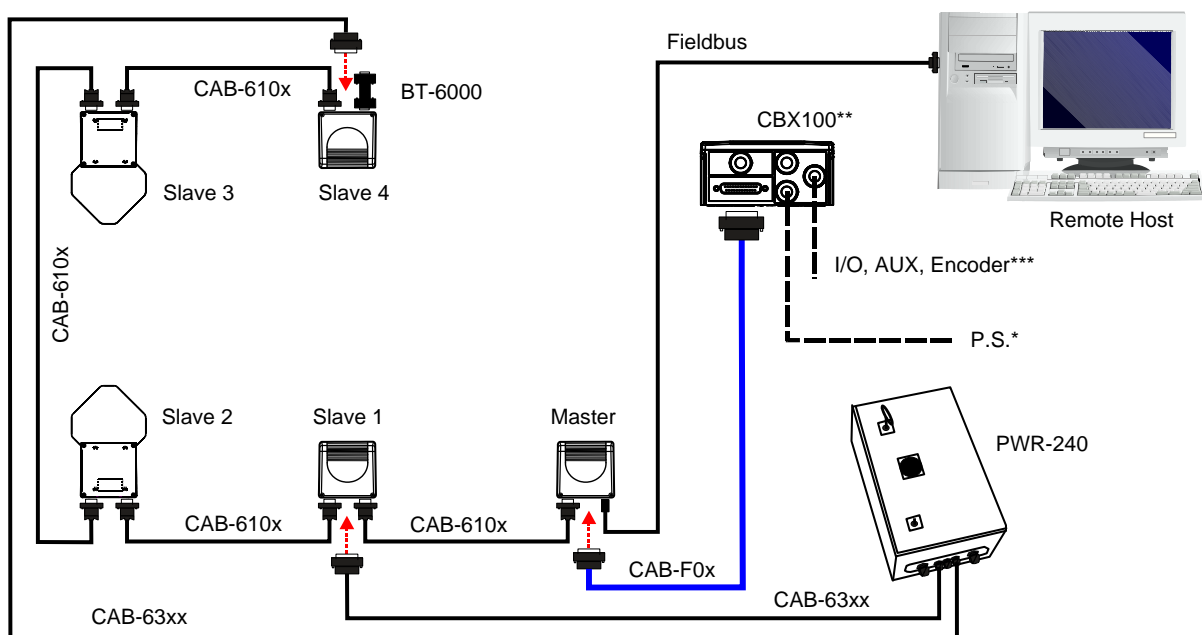 Fieldbus
CAB-610x
BT-6000
CBX100**
Slave 3
Slave 4
Remote Host
I/O, AUX, Encoder***
CAB-610x
P.S.*
Slave 2
Slave 1
Master
PWR-240
CAB-610x
CAB-610x
CAB-F0x
CAB-63xx
CAB-63xx